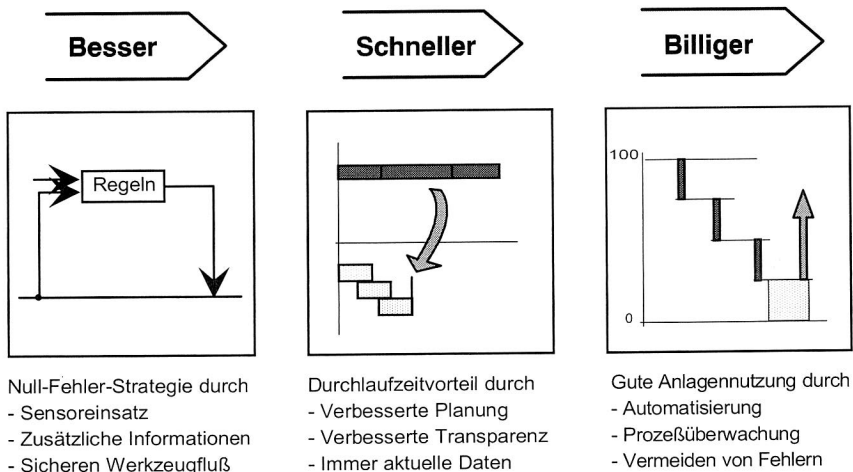 Besser
Schneller
Billiger
Regeln
100
0
Null-Fehler-Strategie durch
- Sensoreinsatz
- Zusätzliche Informationen
- Sicheren Werkzeugfluß
Durchlaufzeitvorteil durch
- Verbesserte Planung
- Verbesserte Transparenz
- Immer aktuelle Daten
Gute Anlagennutzung durch
- Automatisierung
- Prozeßüberwachung
- Vermeiden von Fehlern